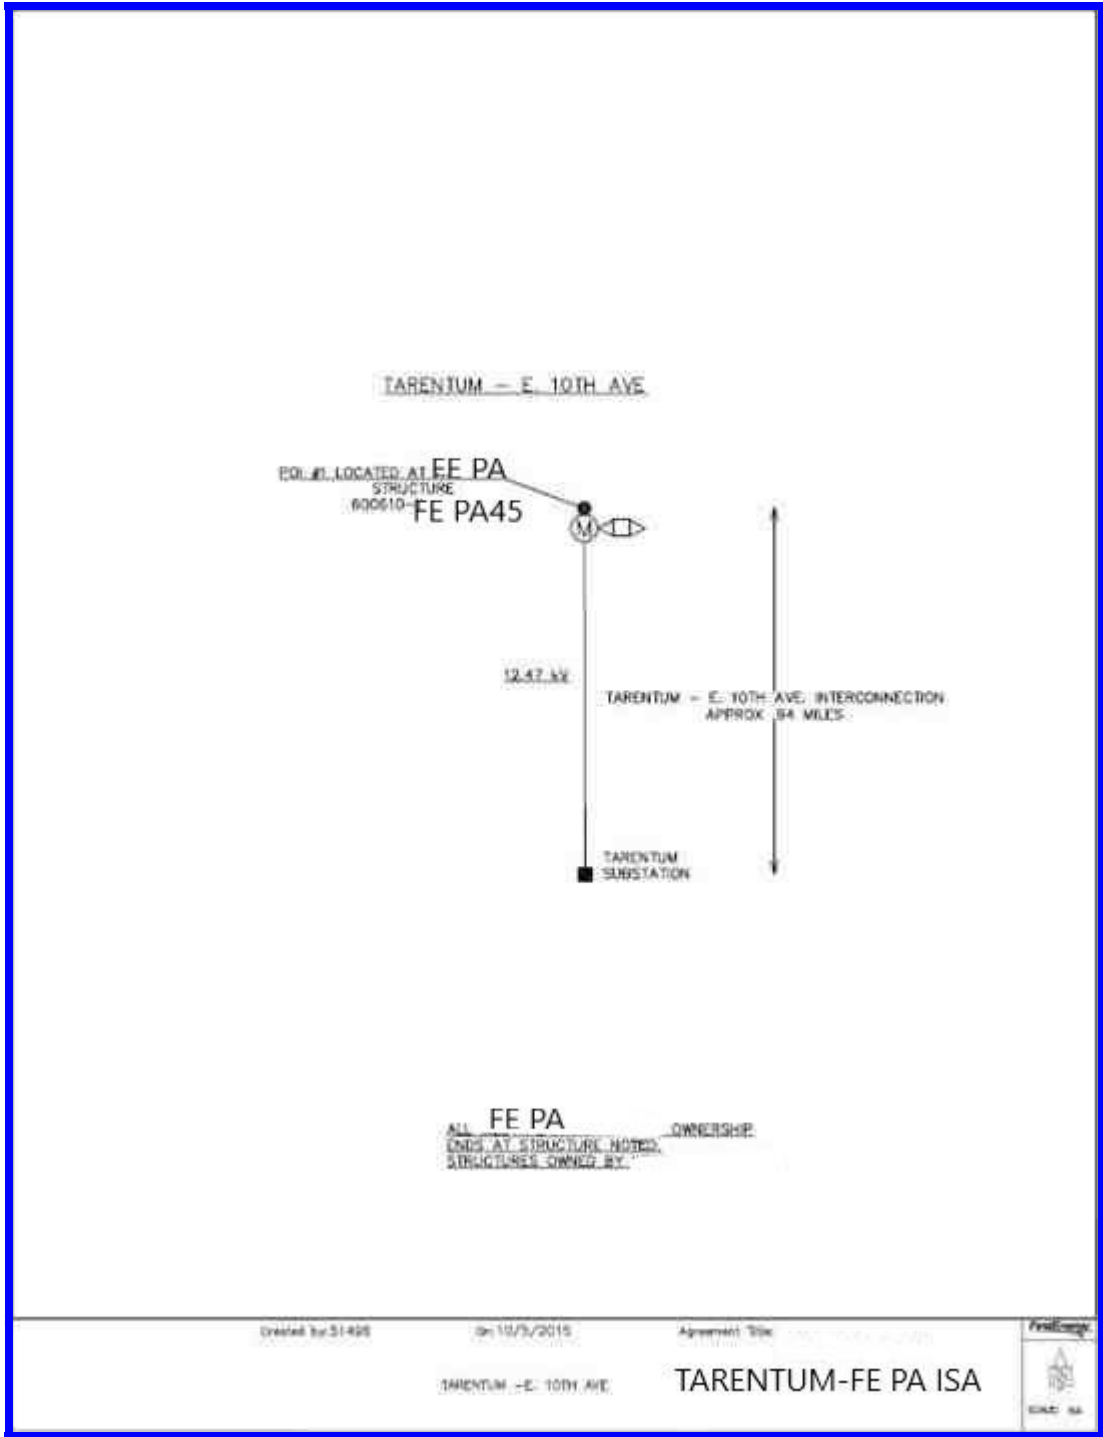 TARENTUM – E. 10TH AVE
POI #1 LOCATED AT FE PA
STRUCTURE
600610-FE PA45
M
12.47 kV
TARENTUM – E. 10TH AVE. INTERCONNECTION
APPROX .94 MILES
TARENTUM
SUBSTATION
ALL FE PA OWNERSHIP
ENDS AT STRUCTURE NOTED.
STRUCTURES OWNED BY
Created by: 51498
On: 10/5/2015
Agreement Title:
FirstEnergy
TARENTUM –E. 10TH AVE
TARENTUM-FE PA ISA